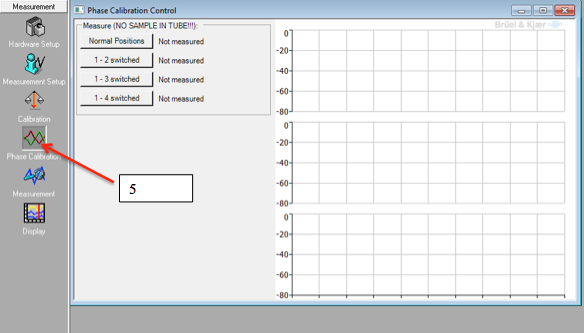 Measurement
Hardware Setup
Measurement Setup
Calibration
Phase Calibration
Measurement
Display
Phase Calibration Control
Measure (NO SAMPLE IN TUBE!!!):
Normal Positions Not measured
1 - 2 switched Not measured
1 - 3 switched Not measured
1 - 4 switched Not measured
5
Brüel & Kjær
0
-20
-40
-60
-80
0
-20
-40
-60
-80
0
-20
-40
-60
-80